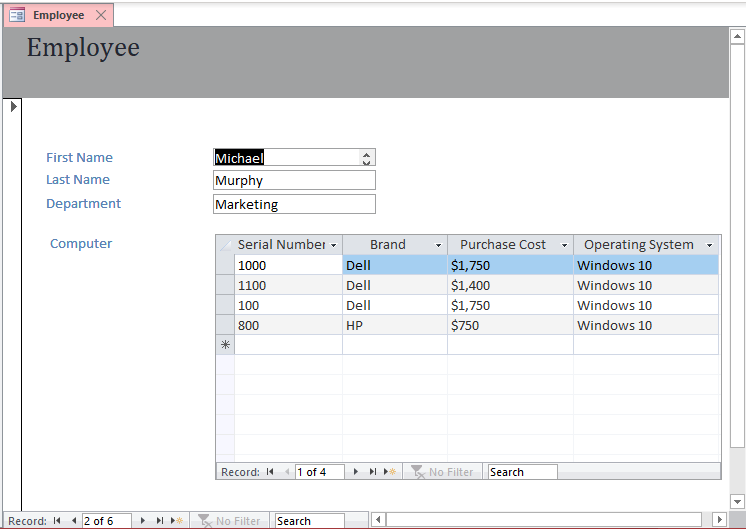 Employee
Employee
First Name Michael
Last Name Murphy
Department Marketing
Computer
Serial Number Brand Purchase Cost Operating System
1000 Dell $1,750 Windows 10
1100 Dell $1,400 Windows 10
100 Dell $1,750 Windows 10
800 HP $750 Windows 10
Record: 1 of 4 No Filter Search
Record: 2 of 6 No Filter Search